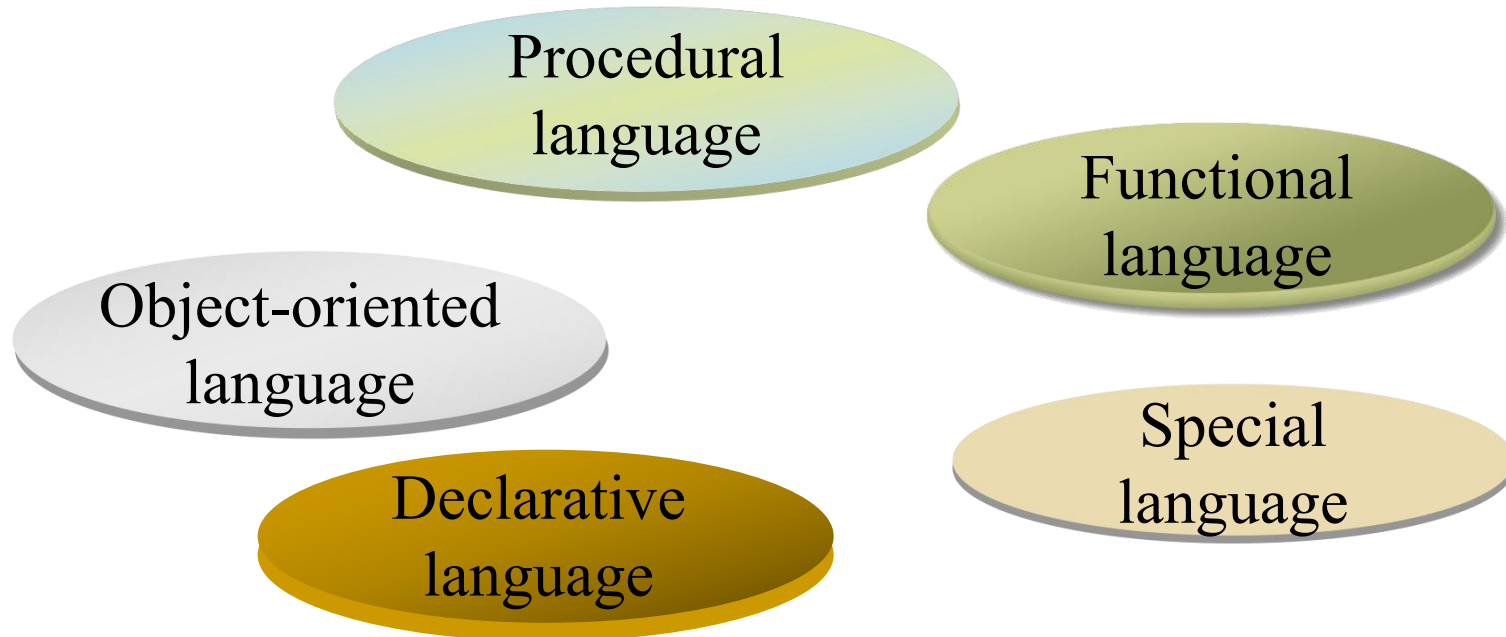 Procedural
language
Functional
language
Object-oriented
language
Special
language
Declarative
language